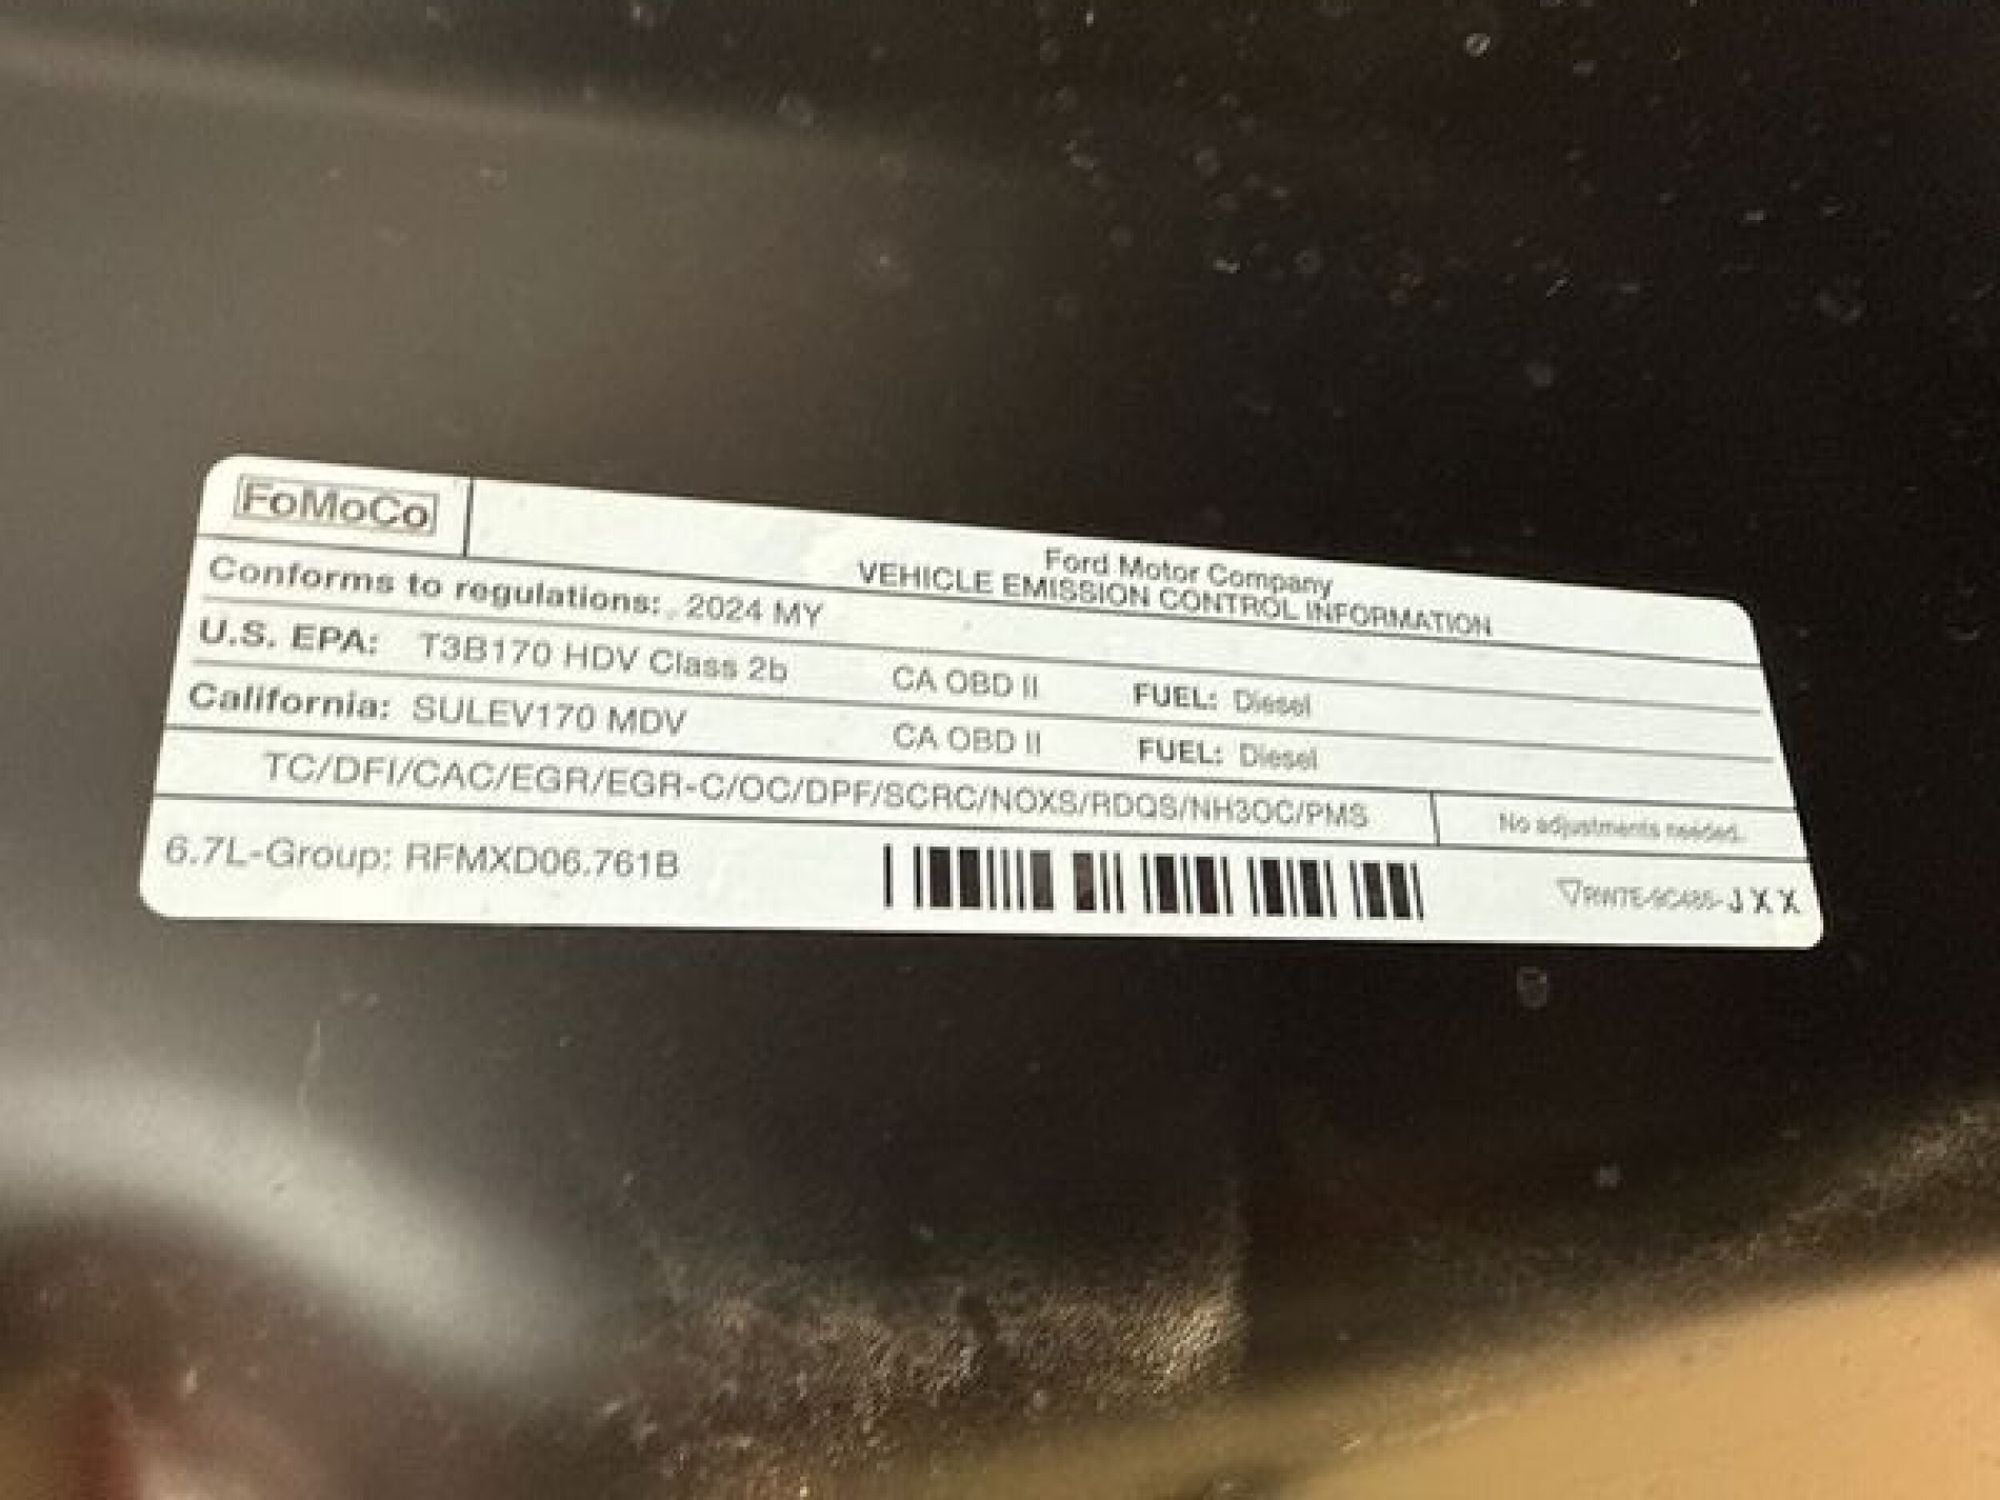 FoMoCo
Ford Motor Company
VEHICLE EMISSION CONTROL INFORMATION
Conforms to regulations: 2024 MY
U.S. EPA: T3B170 HDV Class 2b CA OBD II FUEL: Diesel
California: SULEV170 MDV CA OBD II FUEL: Diesel
TC/DFI/CAC/EGR/EGR-C/OC/DPF/SCRC/NOXS/RDQS/NH3OC/PMS No adjustments needed.
6.7L-Group: RFMXD06.761B JXX